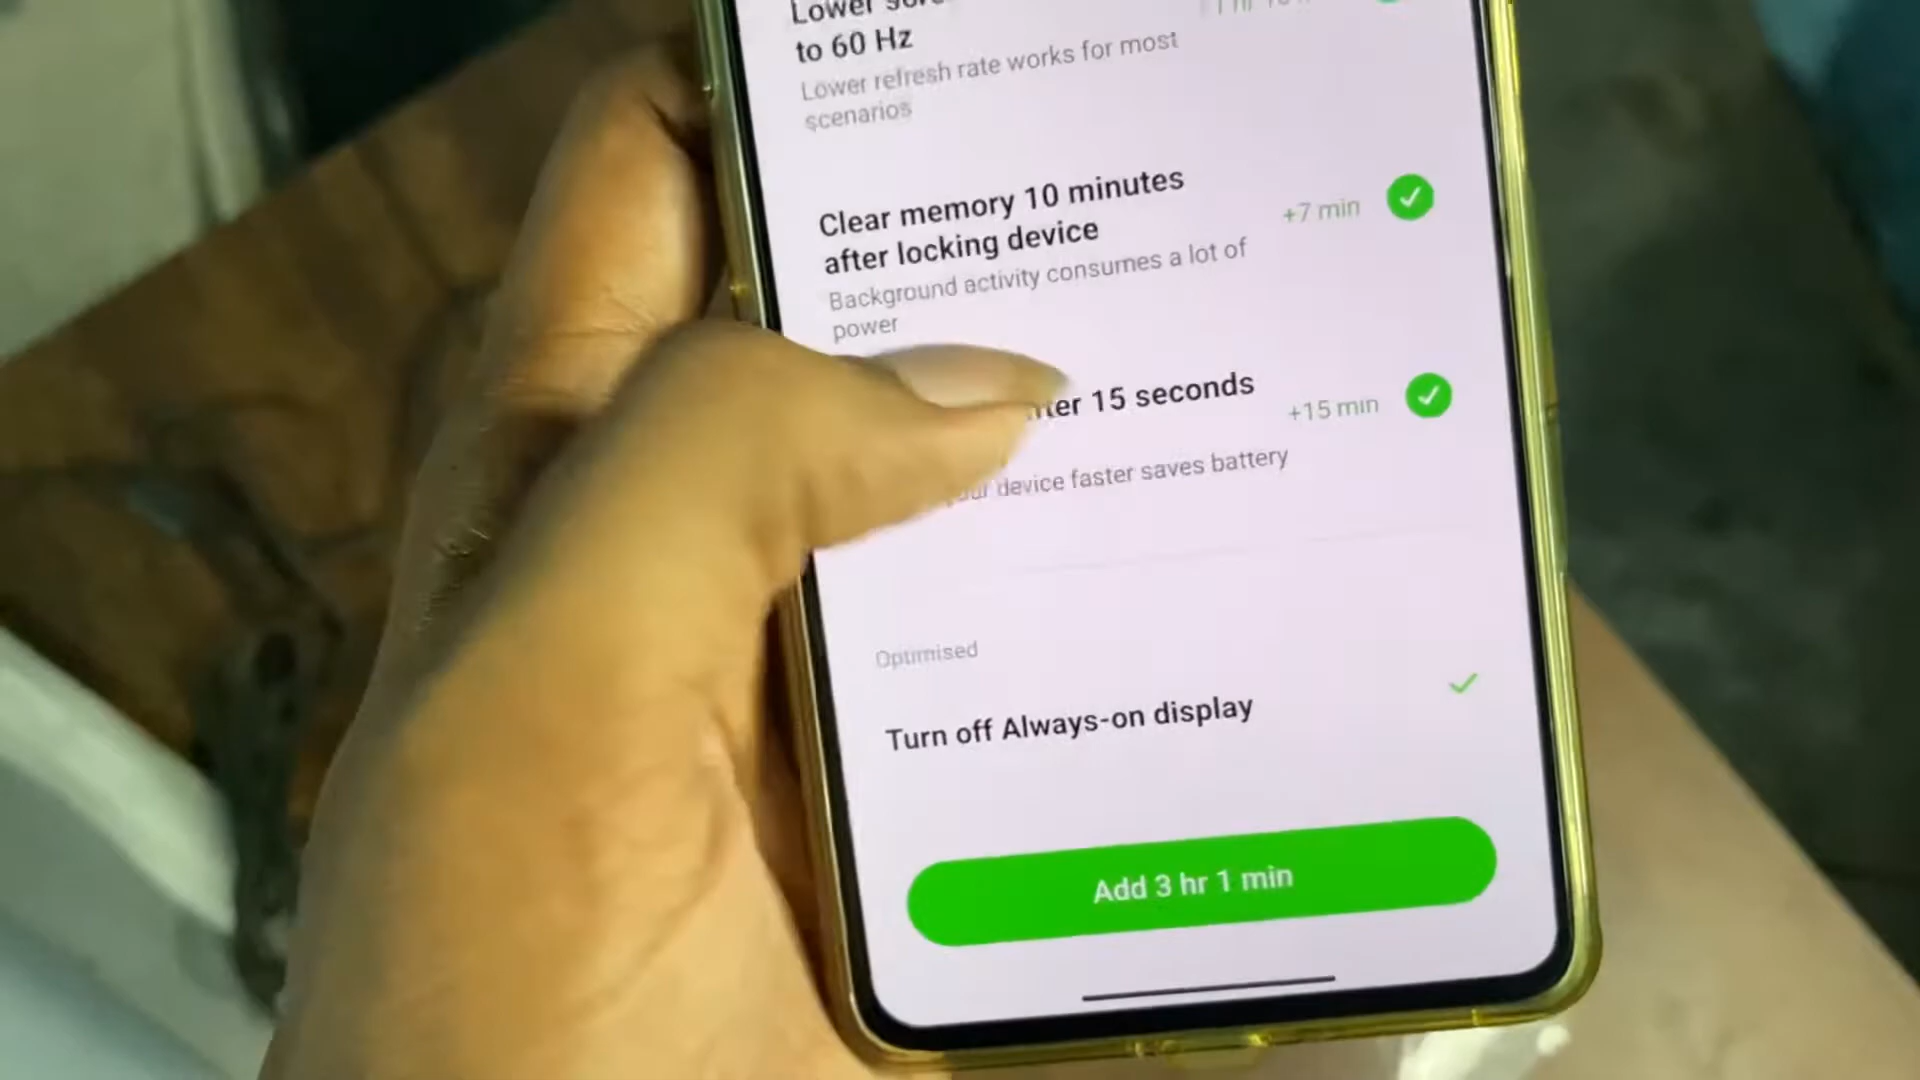 Lower
to 60 Hz
Lower refresh rate works for most
scenarios
Clear memory 10 minutes
after locking device
+7 min
Background activity consumes a lot of
power
15 seconds
+15 min
device faster saves battery
Optimised
Turn off Always-on display
Add 3 hr 1 min